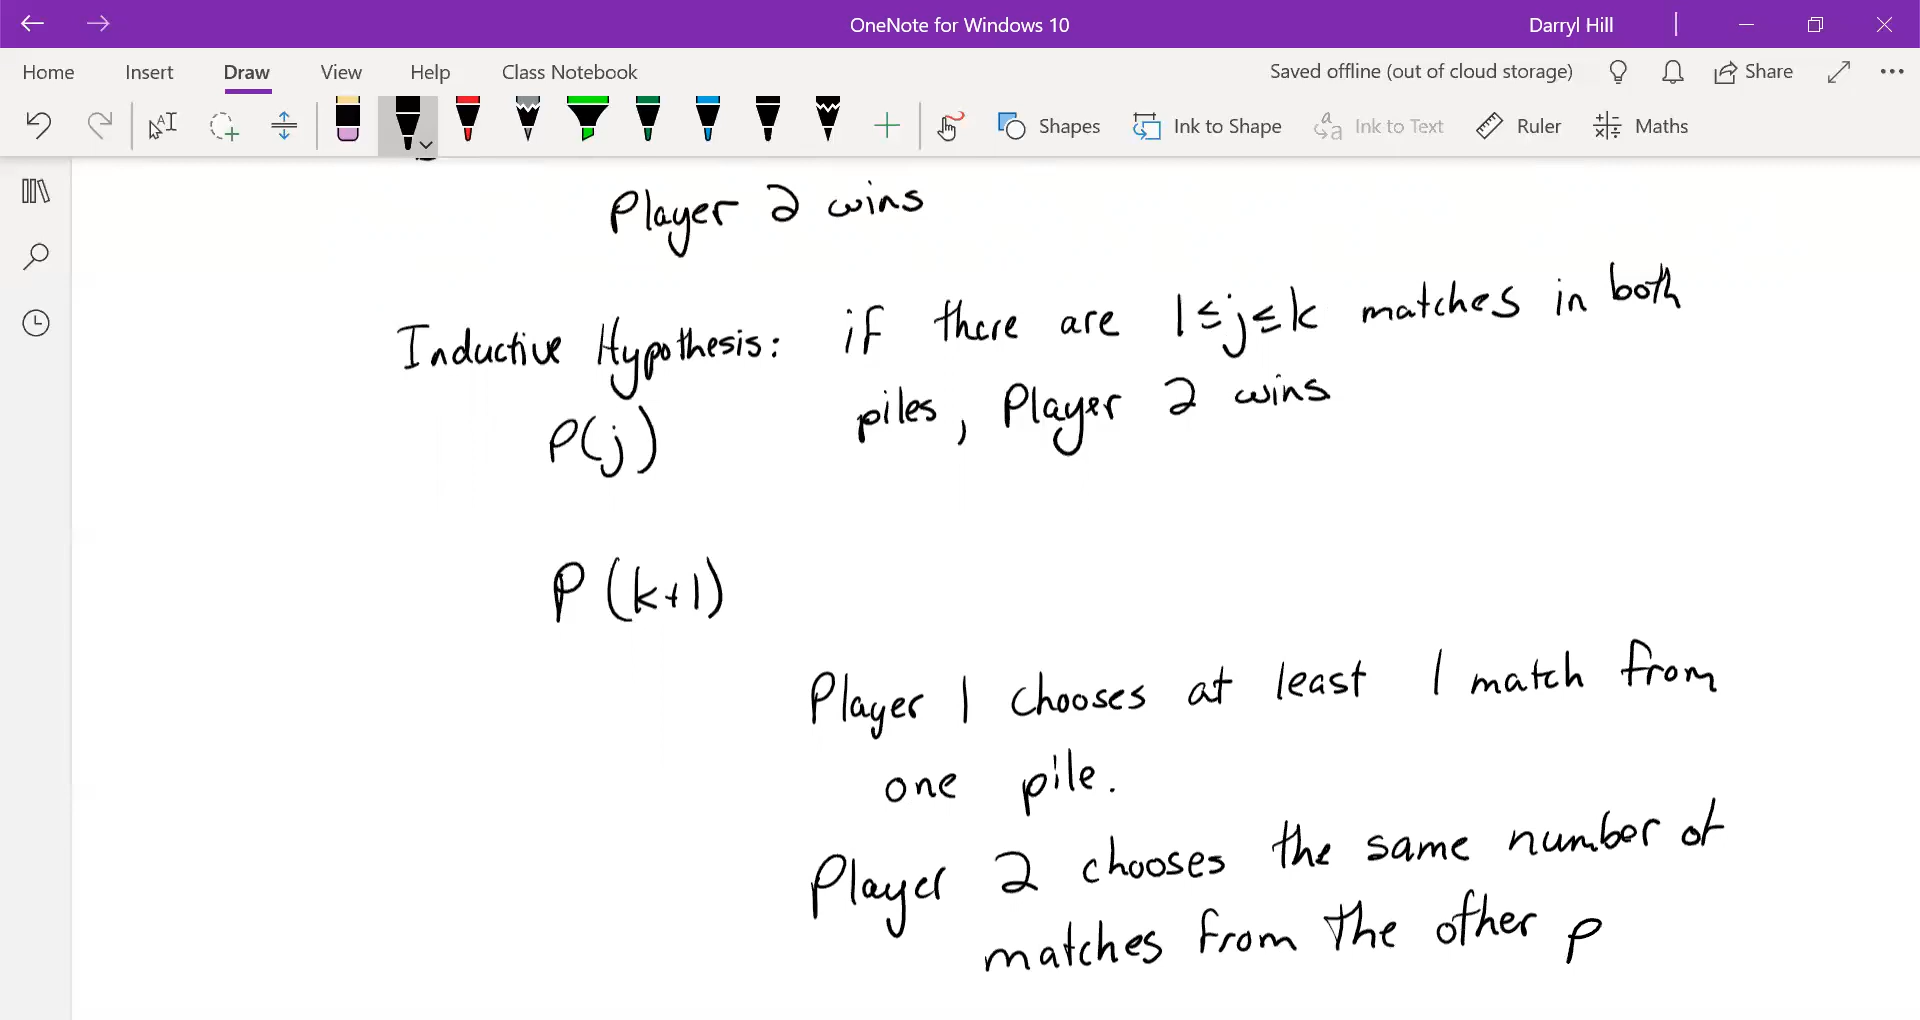 OneNote for Windows 10
Darryl Hill
Home Insert Draw View Help Class Notebook
Saved offline (out of cloud storage)
Share
Shapes
Ink to Shape
Ink to Text
Ruler
Maths
Player 2 wins
Inductive Hypothesis: if there are 1≤j≤k matches in both
P(j) piles, Player 2 wins
P(k+1)
Player 1 chooses at least 1 match from
one pile.
Player 2 chooses the same number of
matches from the other p